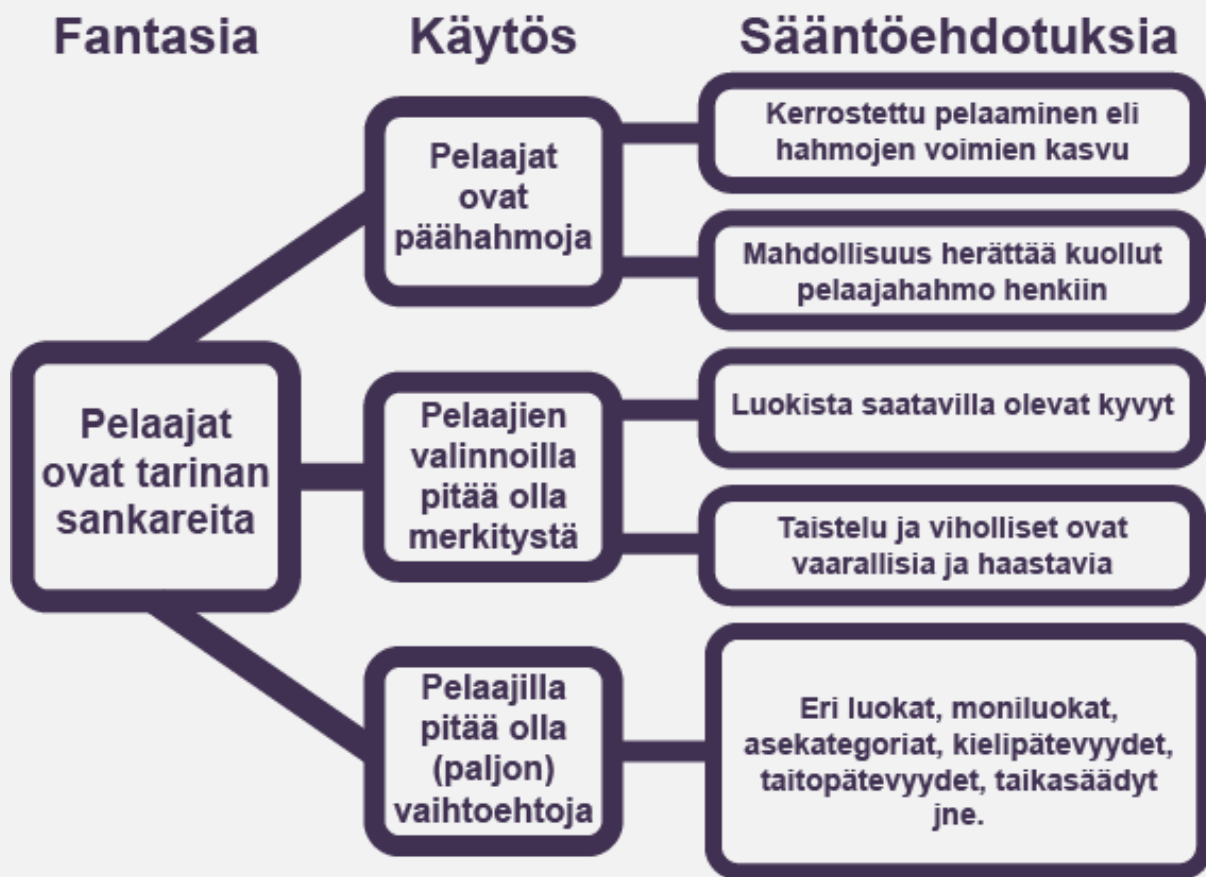 Fantasia
Käytös
Sääntöehdotuksia
Pelaajat
ovat tarinan
sankareita
Pelaajat
ovat
päähahmoja
Kerrostettu pelaaminen eli
hahmojen voimien kasvu
Mahdollisuus herättää kuollut
pelaajahahmo henkiin
Pelaajien
valinnoilla
pitää olla
merkitystä
Luokista saatavilla olevat kyvyt
Taistelu ja viholliset ovat
vaarallisia ja haastavia
Pelaajilla
pitää olla
(paljon)
vaihtoehtoja
Eri luokat, moniluokat,
asekategoriat, kielipätevyydet,
taitopätevyydet, taikasäädyt
jne.